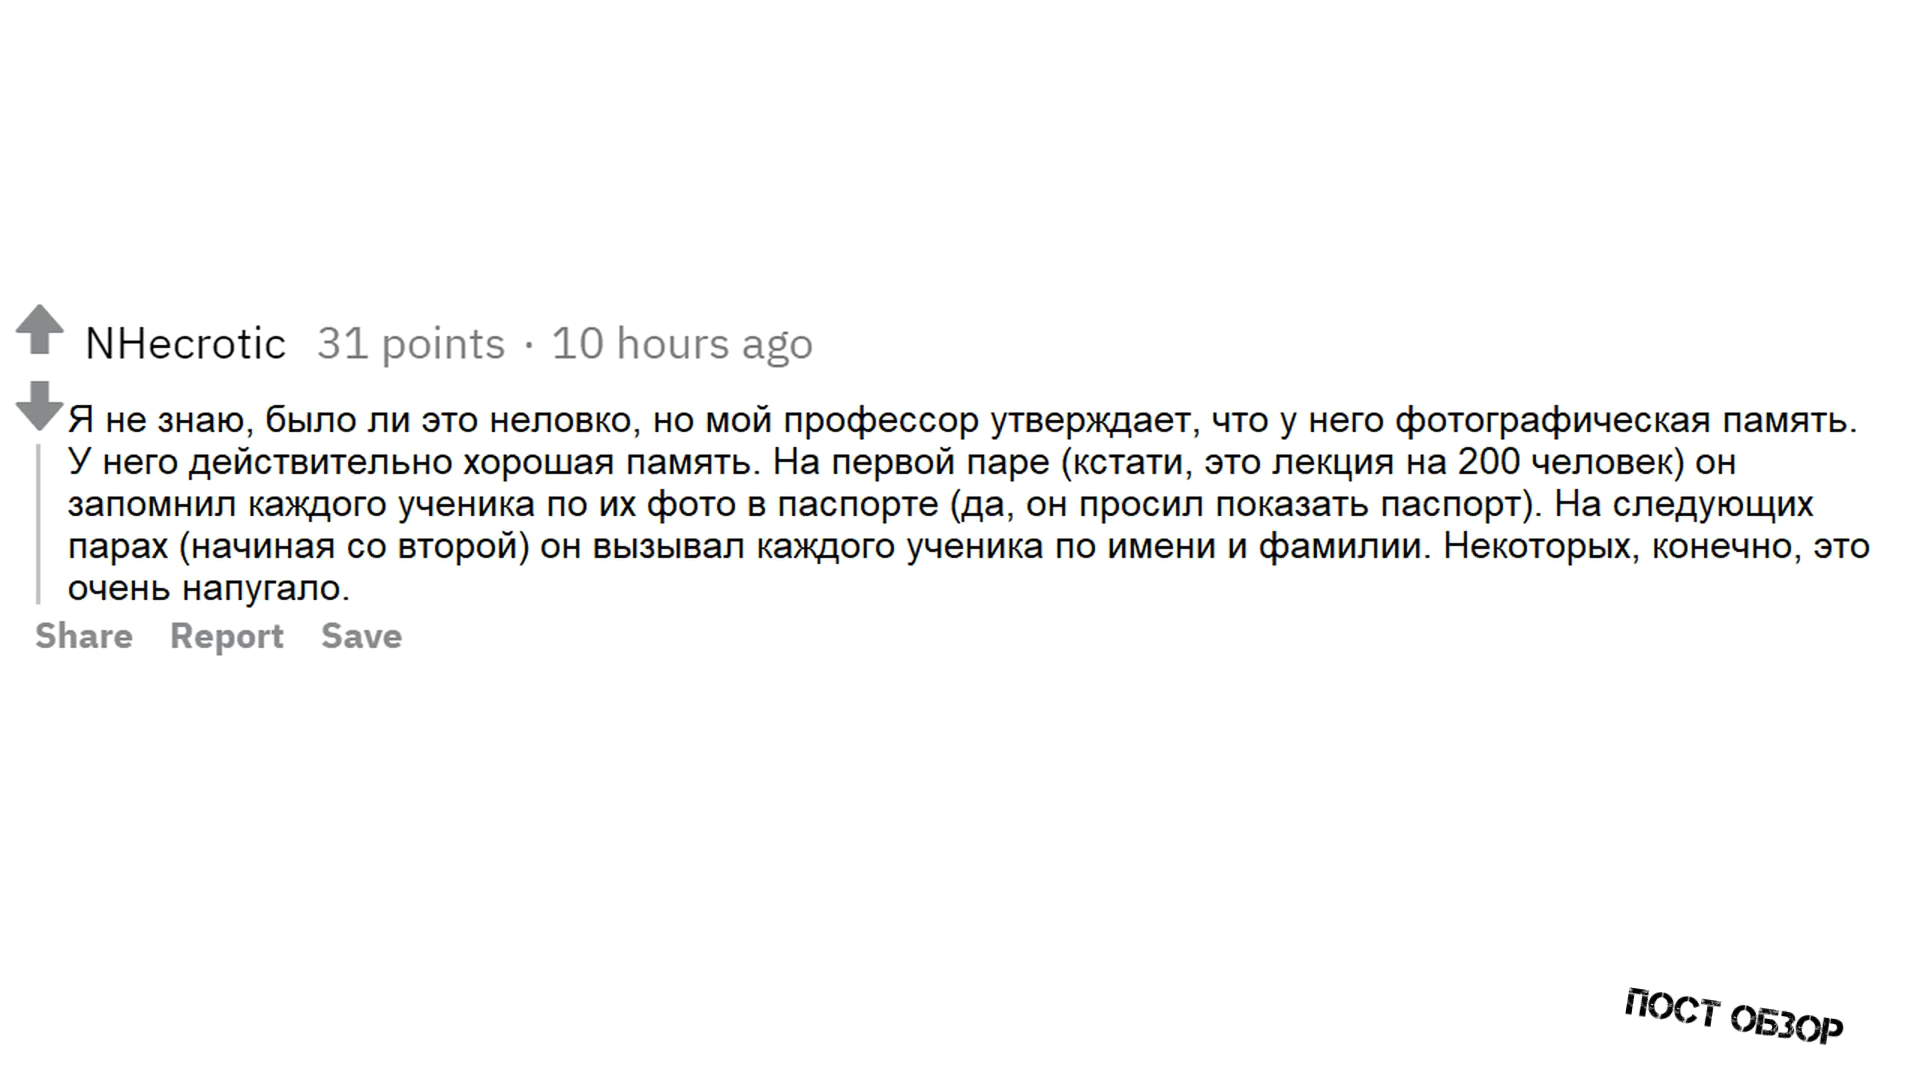 NHecrotic 31 points · 10 hours ago
Я не знаю, было ли это неловко, но мой профессор утверждает, что у него фотографическая память.
У него действительно хорошая память. На первой паре (кстати, это лекция на 200 человек) он
запомнил каждого ученика по их фото в паспорте (да, он просил показать паспорт). На следующих
парах (начиная со второй) он вызывал каждого ученика по имени и фамилии. Некоторых, конечно, это
очень напугало.
Share Report Save
ПОСТ ОБЗОР